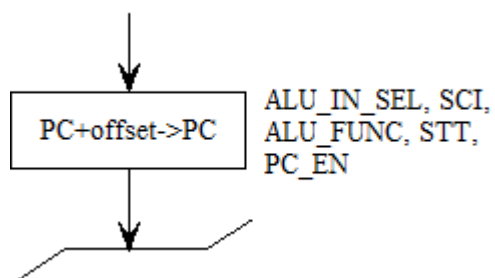 PC+offset->PC
ALU_IN_SEL, SCI,
ALU_FUNC, STT,
PC_EN